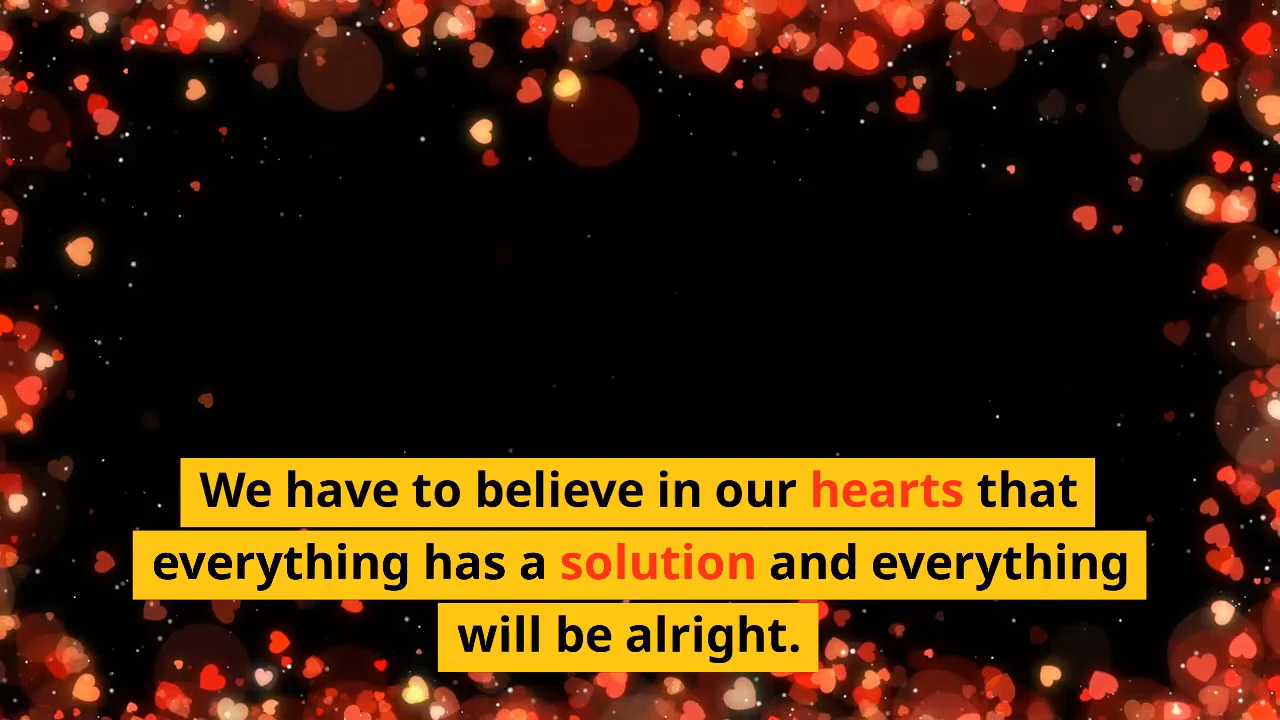 We have to believe in our hearts that
everything has a solution and everything
will be alright.